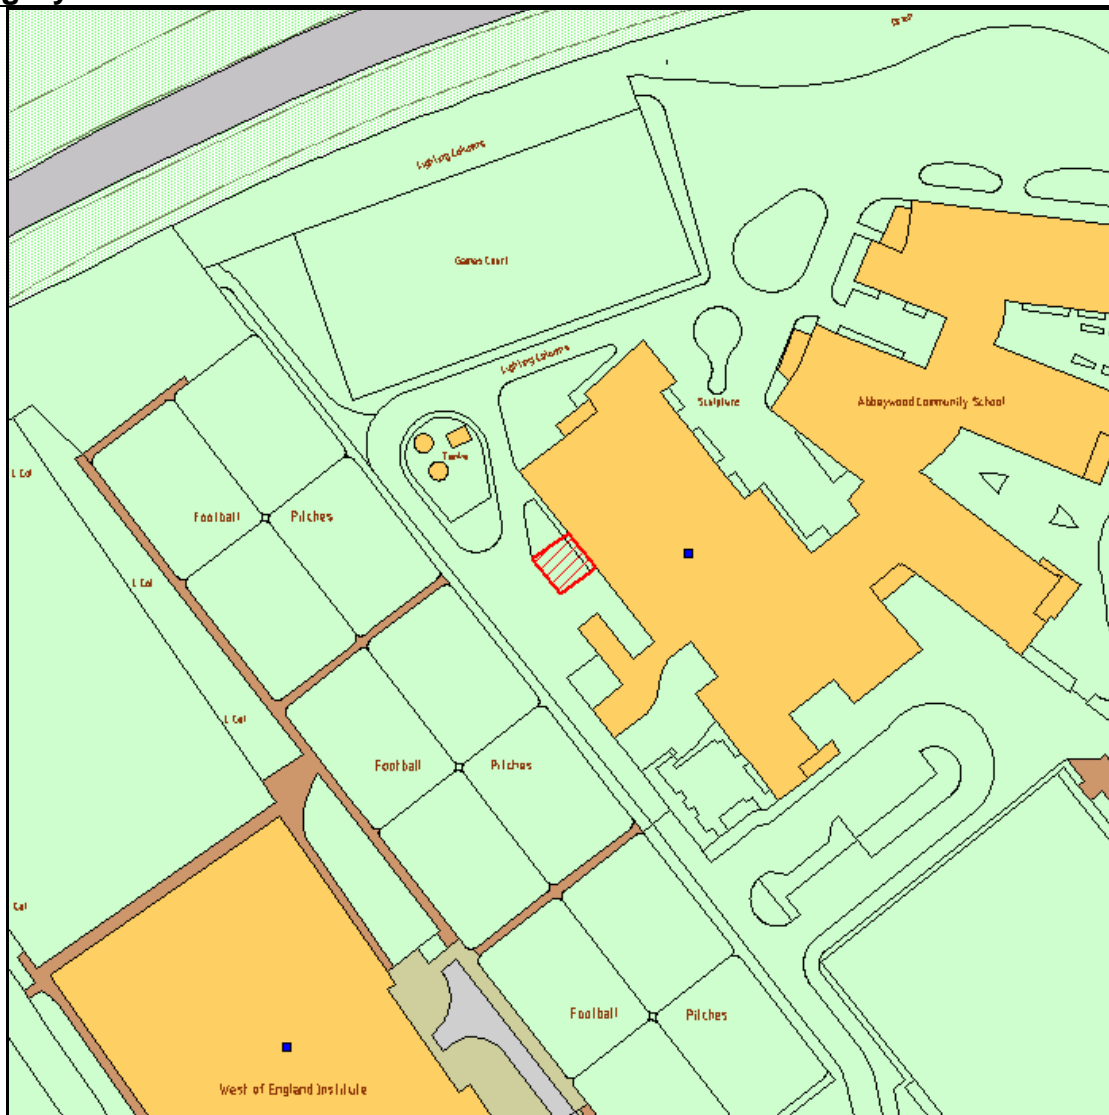 Drain
Lighting Columns
Games Court
Lighting Columns
Sculpture
Abbeywood Community School
Tanks
L Col
Football Pitches
L Col
L Col
Football Pitches
Col
Football Pitches
West of England Institute